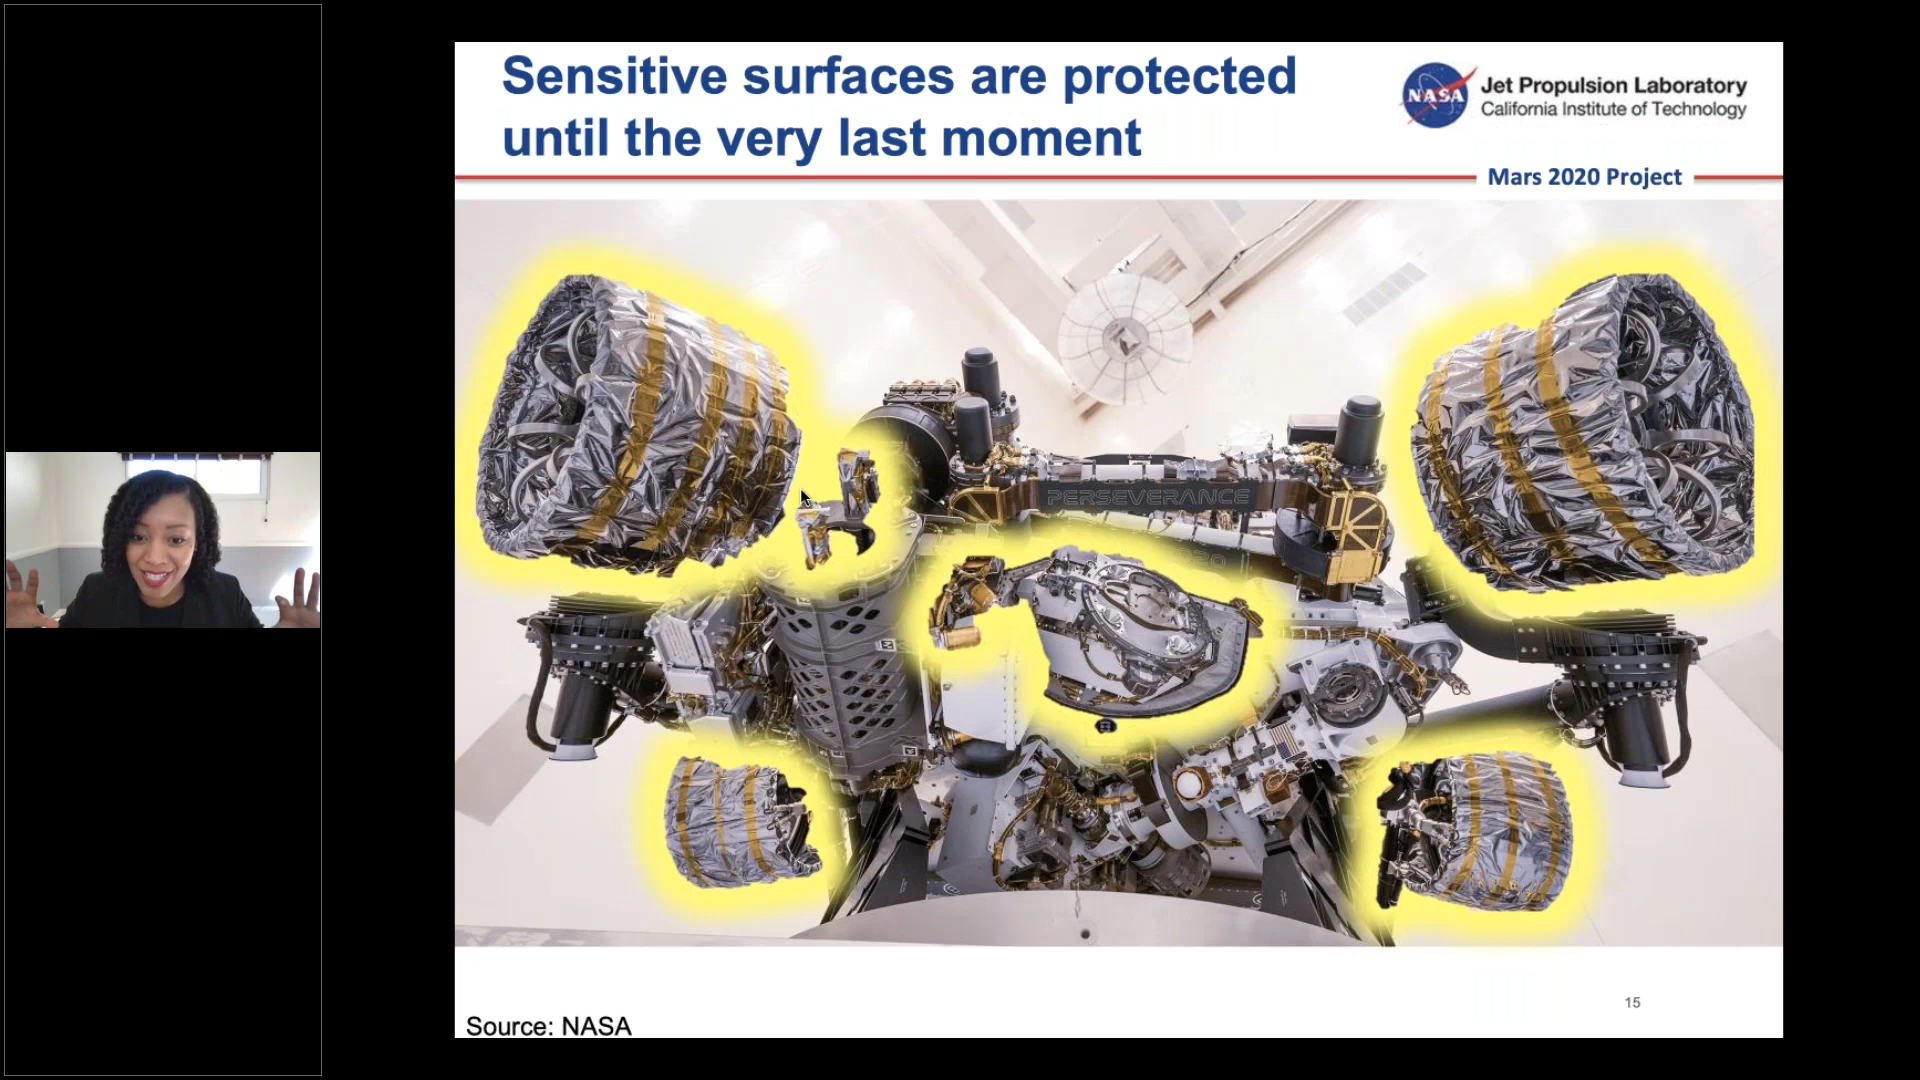 Sensitive surfaces are protected
until the very last moment
NASA
Jet Propulsion Laboratory
California Institute of Technology
Mars 2020 Project
PERSEVERANCE
15
Source: NASA